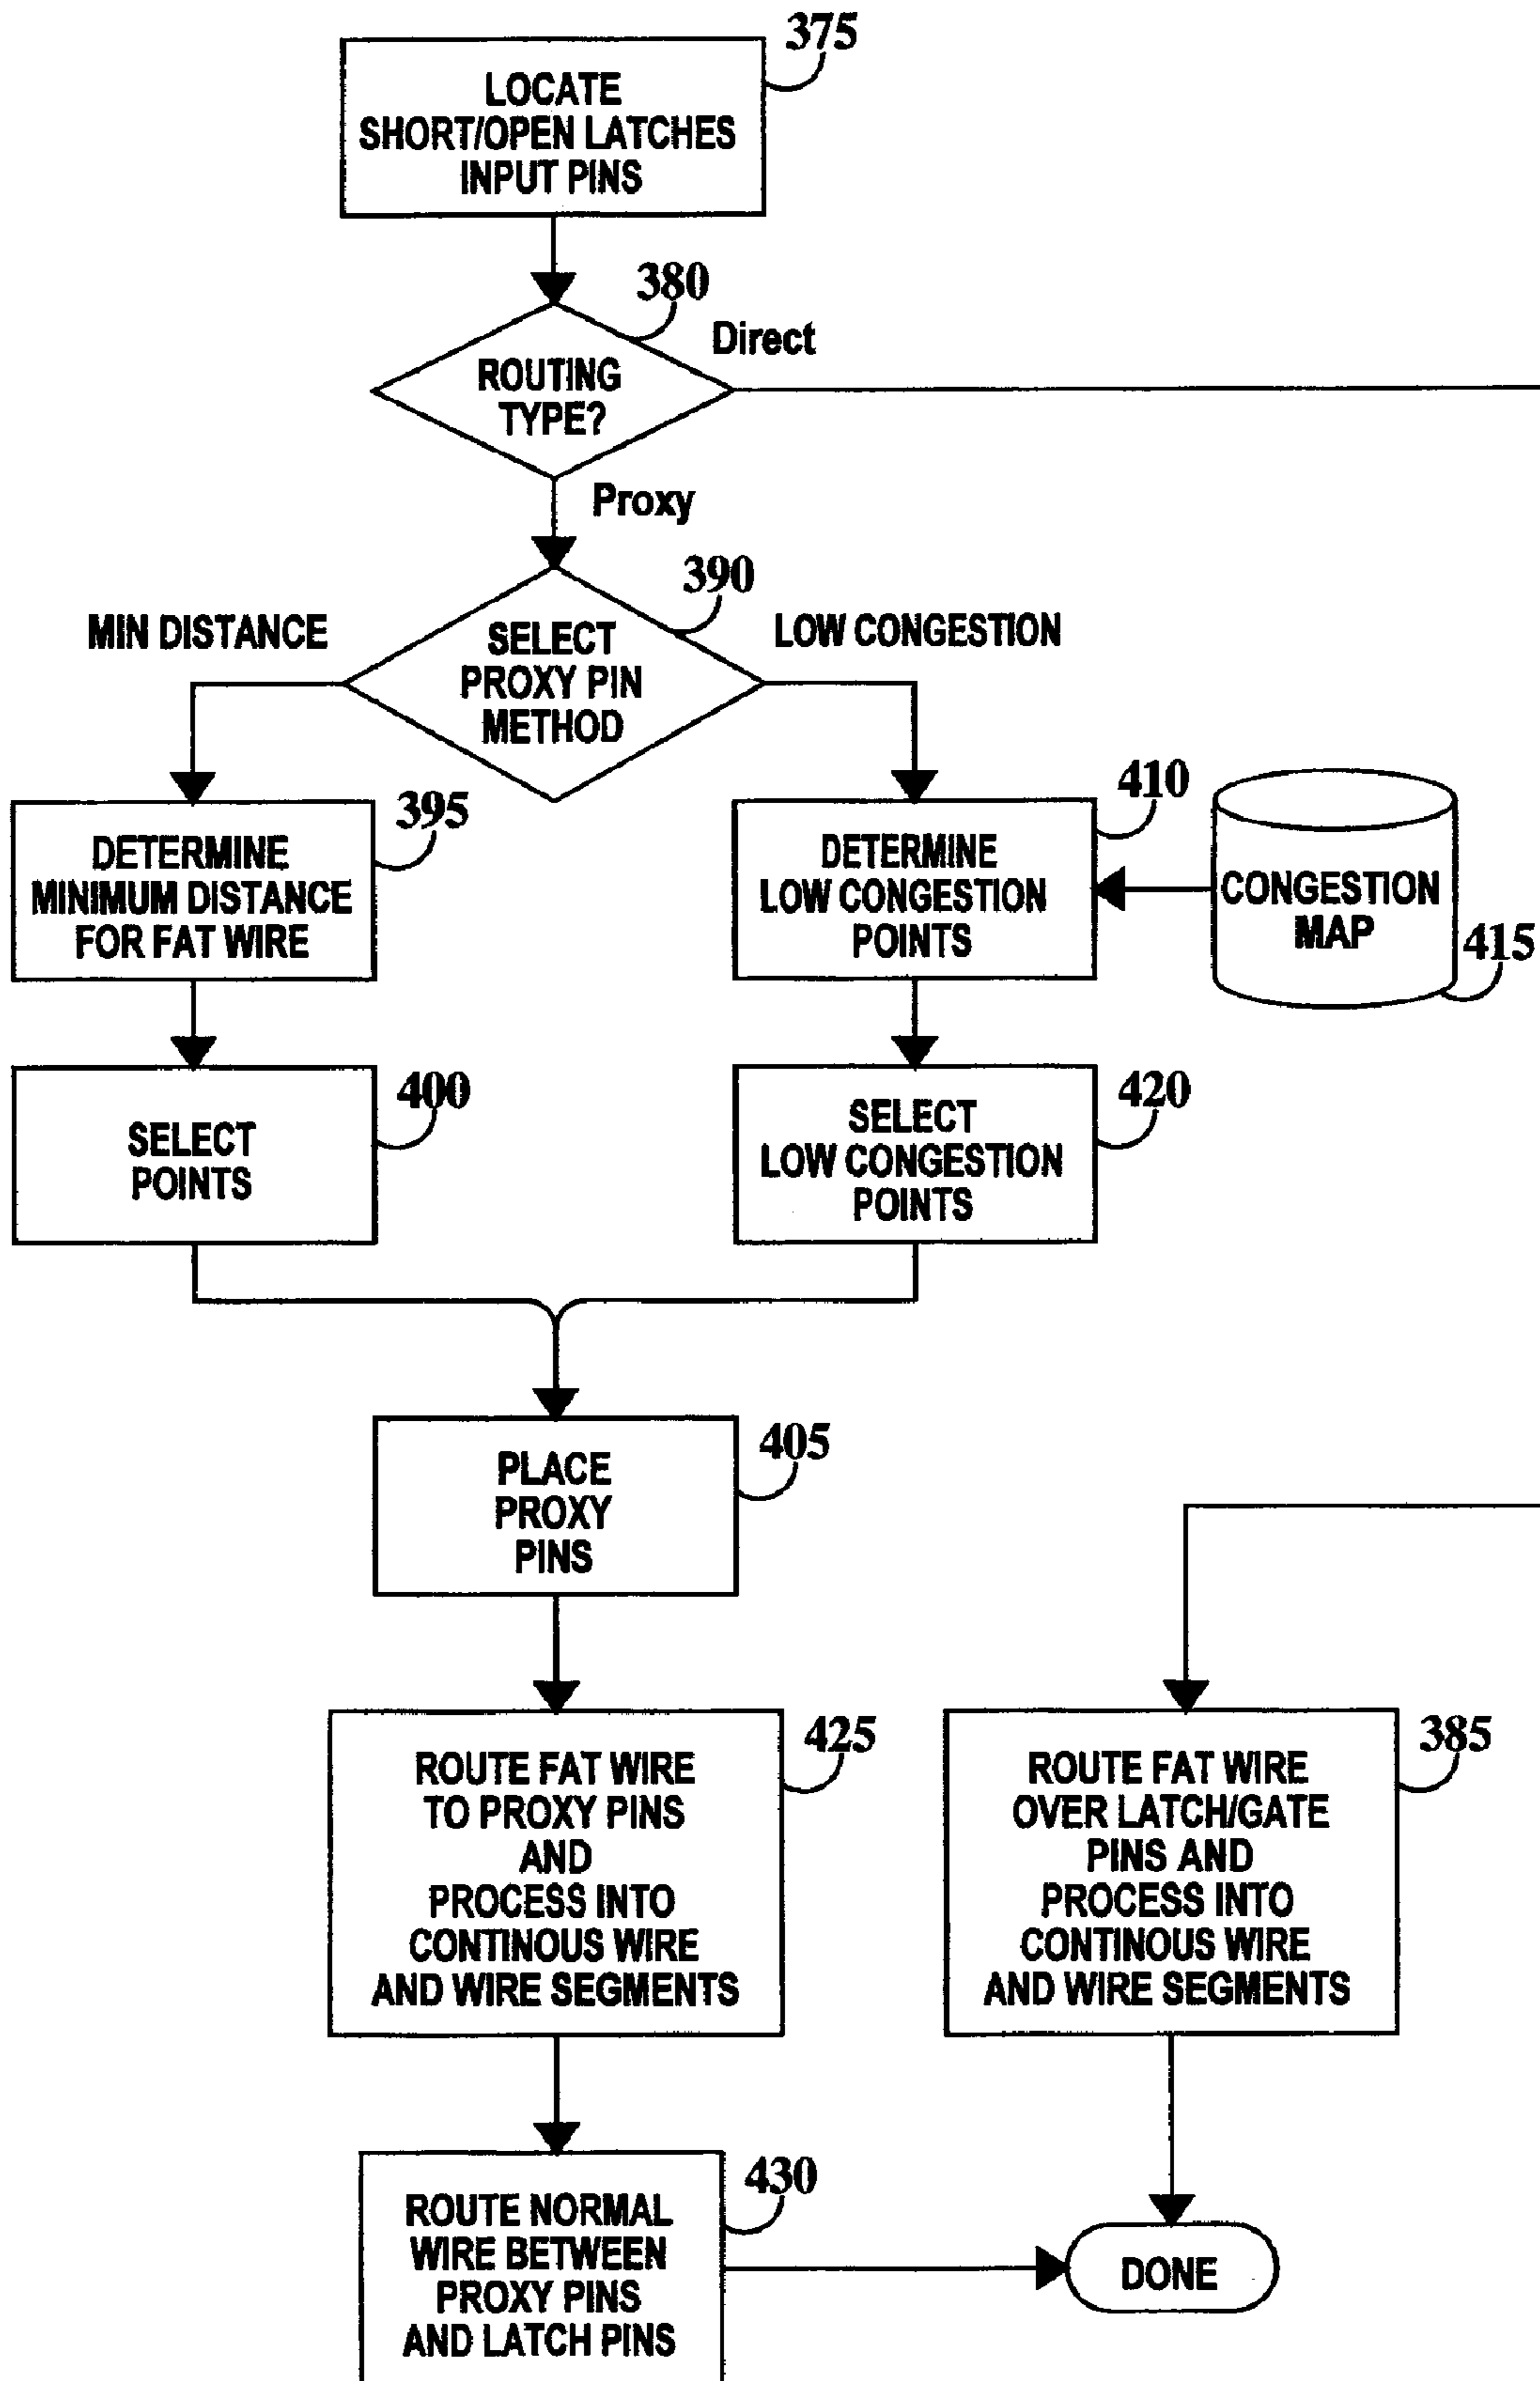 375
LOCATE
SHORT/OPEN LATCHES
INPUT PINS
380
Direct
ROUTING
TYPE?
Proxy
390
MIN DISTANCE
SELECT
PROXY PIN
METHOD
LOW CONGESTION
395
DETERMINE
MINIMUM DISTANCE
FOR FAT WIRE
410
DETERMINE
LOW CONGESTION
POINTS
CONGESTION
MAP
415
400
SELECT
POINTS
420
SELECT
LOW CONGESTION
POINTS
405
PLACE
PROXY
PINS
425
ROUTE FAT WIRE
TO PROXY PINS
AND
PROCESS INTO
CONTINOUS WIRE
AND WIRE SEGMENTS
385
ROUTE FAT WIRE
OVER LATCH/GATE
PINS AND
PROCESS INTO
CONTINOUS WIRE
AND WIRE SEGMENTS
430
ROUTE NORMAL
WIRE BETWEEN
PROXY PINS
AND LATCH PINS
DONE